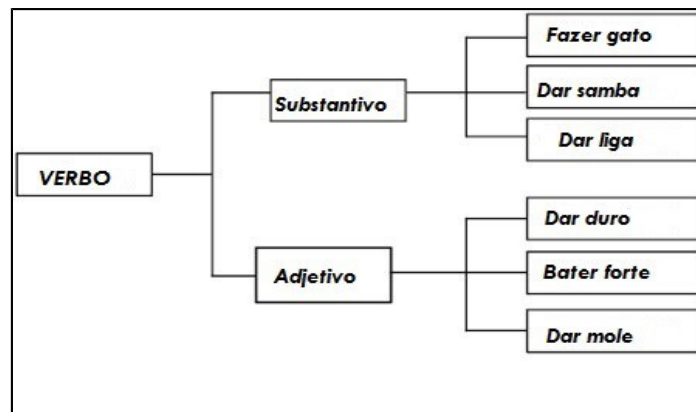 VERBO
Substantivo
Fazer gato
Dar samba
Dar liga
Adjetivo
Dar duro
Bater forte
Dar mole